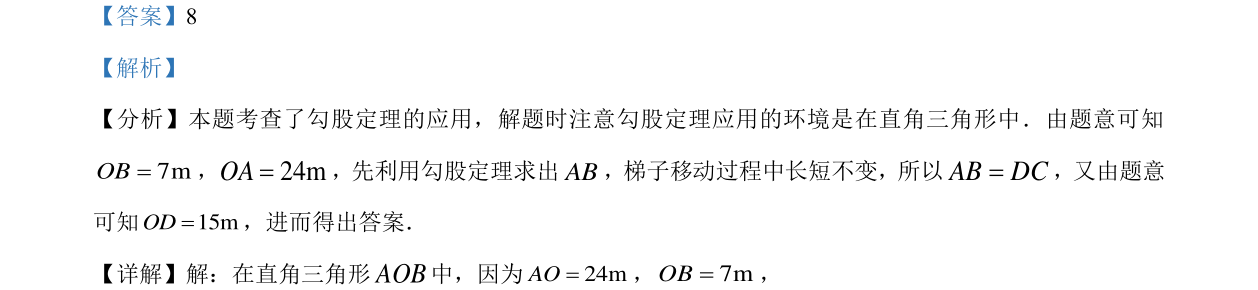 【答案】8
【解析】
【分析】本题考查了勾股定理的应用，解题时注意勾股定理应用的环境是在直角三角形中．由题意可知
OB = 7m，OA = 24m，先利用勾股定理求出 AB，梯子移动过程中长短不变，所以 AB = DC，又由题意
可知 OD = 15m，进而得出答案．
【详解】解：在直角三角形 AOB 中，因为 AO = 24m，OB = 7m，